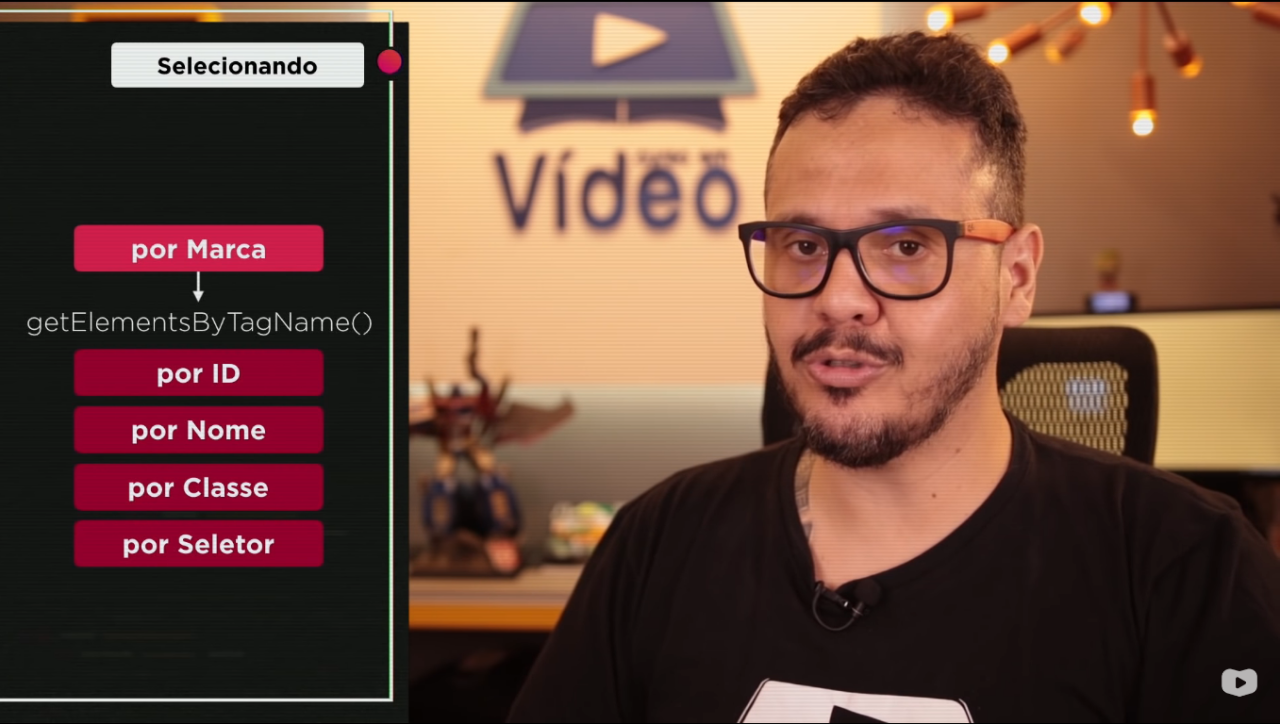 Selecionando
por Marca
getElementsByTagName()
por ID
por Nome
por Classe
por Seletor
Vídeo